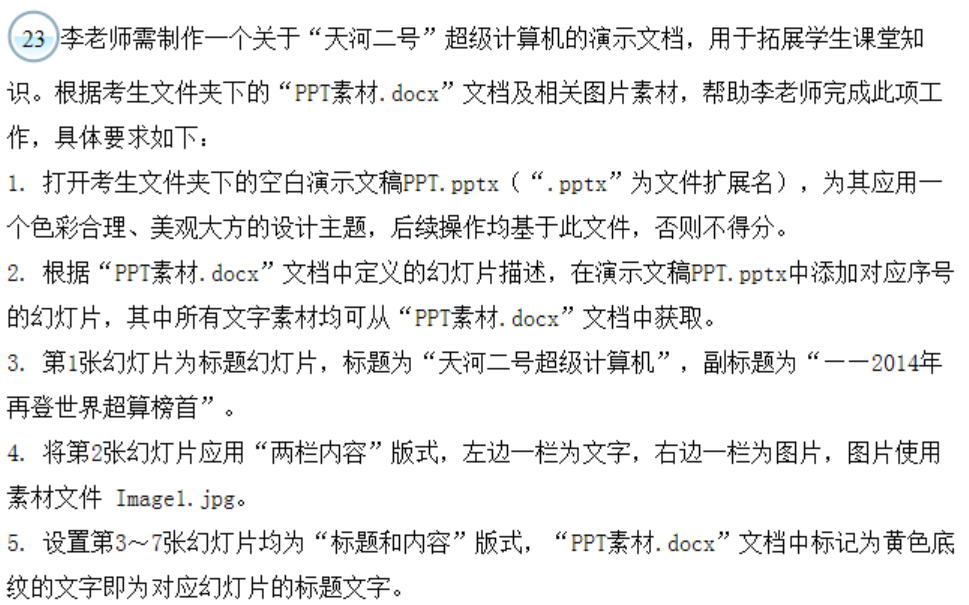 23 李老师需制作一个关于“天河二号”超级计算机的演示文档，用于拓展学生课堂知
识。根据考生文件夹下的“PPT素材.docx”文档及相关图片素材，帮助李老师完成此项工
作，具体要求如下：
1. 打开考生文件夹下的空白演示文稿PPT.pptx（“.pptx”为文件扩展名），为其应用一
个色彩合理、美观大方的设计主题，后续操作均基于此文件，否则不得分。
2. 根据“PPT素材.docx”文档中定义的幻灯片描述，在演示文稿PPT.pptx中添加对应序号
的幻灯片，其中所有文字素材均可从“PPT素材.docx”文档中获取。
3. 第1张幻灯片为标题幻灯片，标题为“天河二号超级计算机”，副标题为“——2014年
再登世界超算榜首”。
4. 将第2张幻灯片应用“两栏内容”版式，左边一栏为文字，右边一栏为图片，图片使用
素材文件 Image1.jpg。
5. 设置第3～7张幻灯片均为“标题和内容”版式，“PPT素材.docx”文档中标记为黄色底
纹的文字即为对应幻灯片的标题文字。